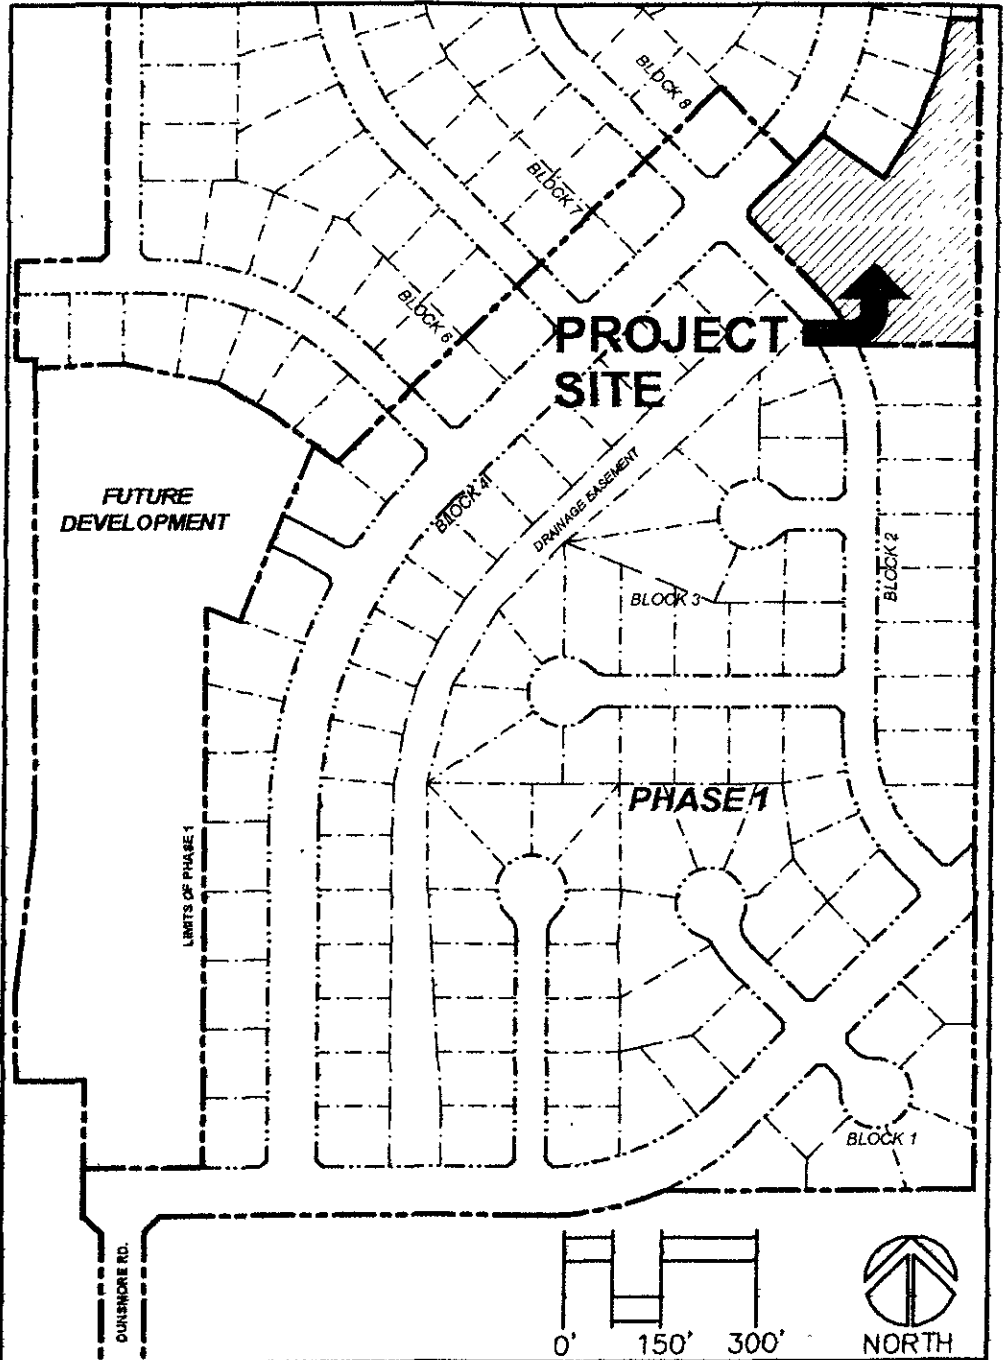 BLOCK 8
BLOCK 7
BLOCK 6
PROJECT
SITE
FUTURE
DEVELOPMENT
BLOCK 4
DRAINAGE EASEMENT
BLOCK 2
BLOCK 3
PHASE 1
LIMITS OF PHASE 1
BLOCK 1
DUNSMORE RD.
0' 150' 300'
NORTH